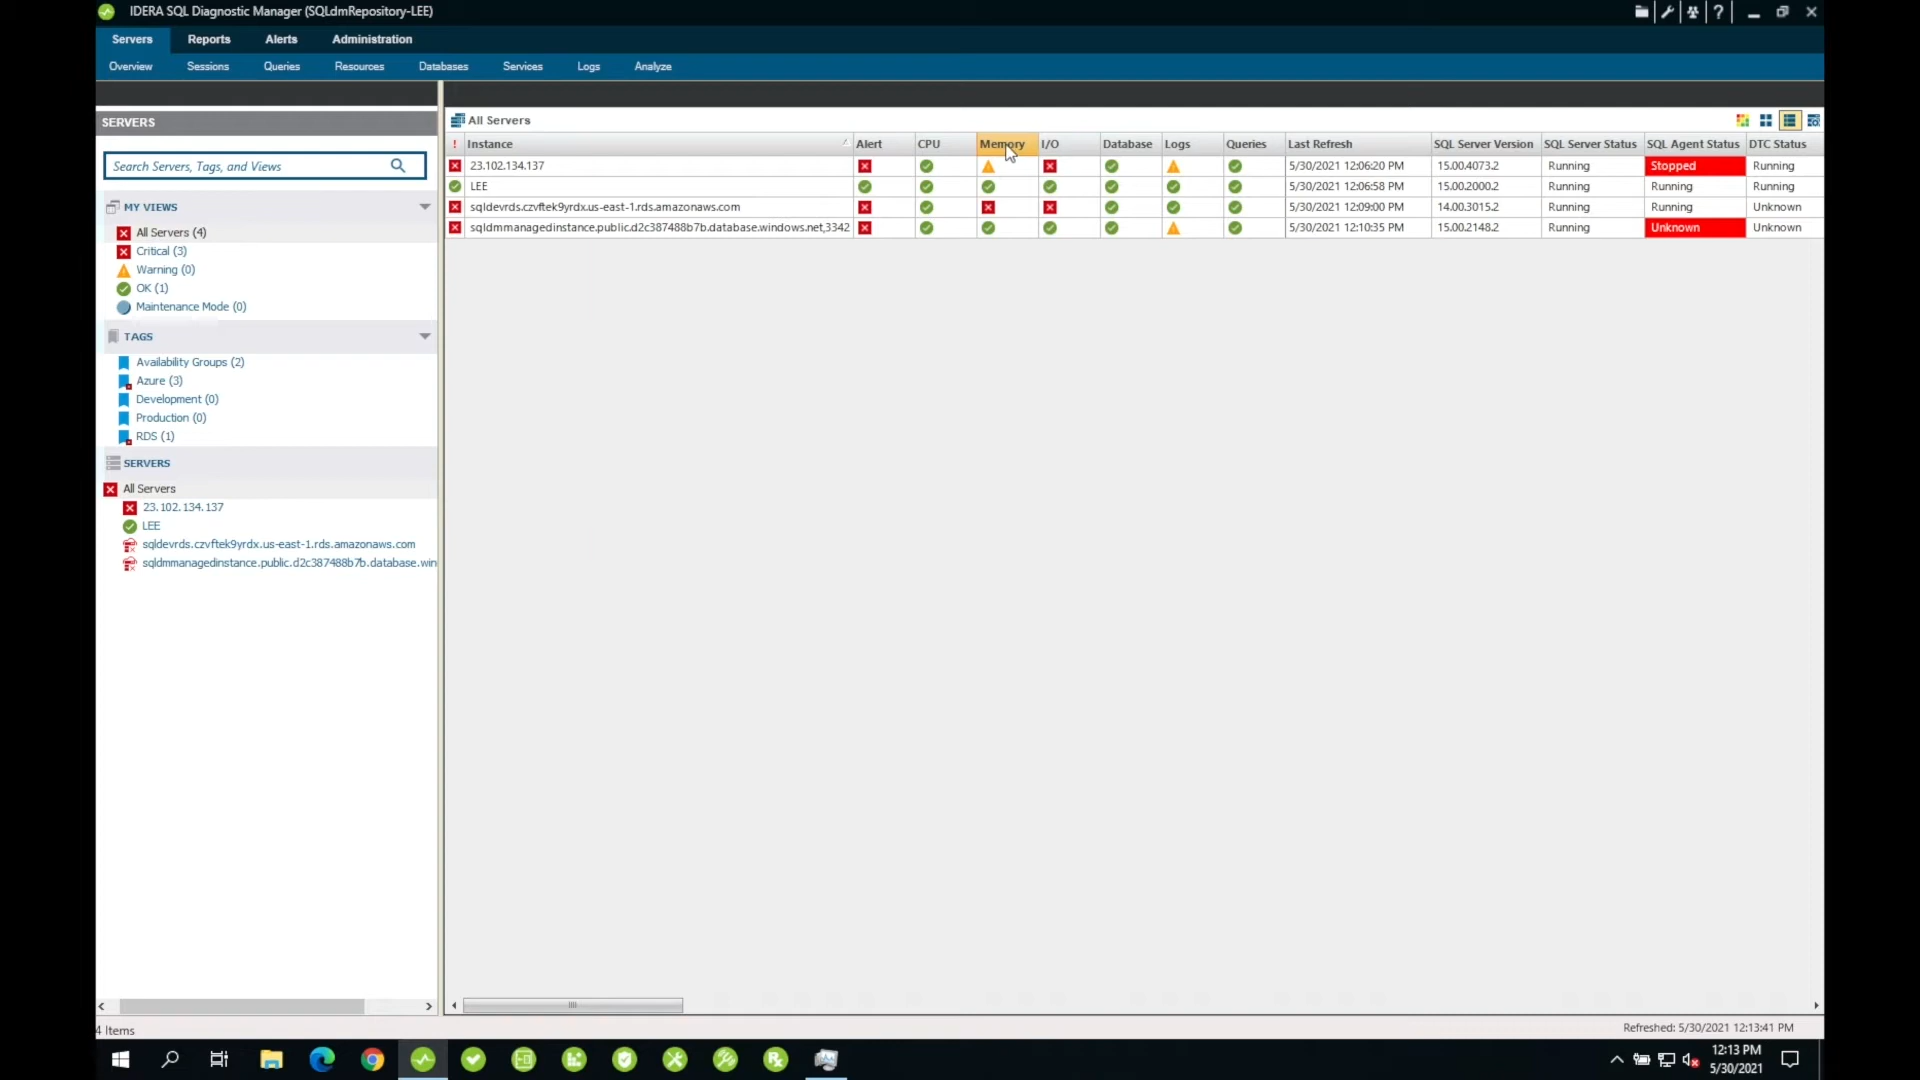 IDERA SQL Diagnostic Manager (SQLdmRepository-LEE)
Servers Reports Alerts Administration
Overview Sessions Queries Resources Databases Services Logs Analyze
SERVERS
Search Servers, Tags, and Views
MY VIEWS
All Servers (4)
Critical (3)
Warning (0)
OK (1)
Maintenance Mode (0)
TAGS
Availability Groups (2)
Azure (3)
Development (0)
Production (0)
RDS (1)
SERVERS
All Servers
23.102.134.137
LEE
sqldevrds.czvftek9yrdx.us-east-1.rds.amazonaws.com
sqldmmanagedinstance.public.d2c387488b7b.database.win
All Servers
! Instance Alert CPU Memory I/O Database Logs Queries Last Refresh SQL Server Version SQL Server Status SQL Agent Status DTC Status
23.102.134.137 5/30/2021 12:06:20 PM 15.00.4073.2 Running Stopped Running
LEE 5/30/2021 12:06:58 PM 15.00.2000.2 Running Running Running
sqldevrds.czvftek9yrdx.us-east-1.rds.amazonaws.com 5/30/2021 12:09:00 PM 14.00.3015.2 Running Running Unknown
sqldmmanagedinstance.public.d2c387488b7b.database.windows.net,3342 5/30/2021 12:10:35 PM 15.00.2148.2 Running Unknown Unknown
4 Items
Refreshed: 5/30/2021 12:13:41 PM
12:13 PM
5/30/2021